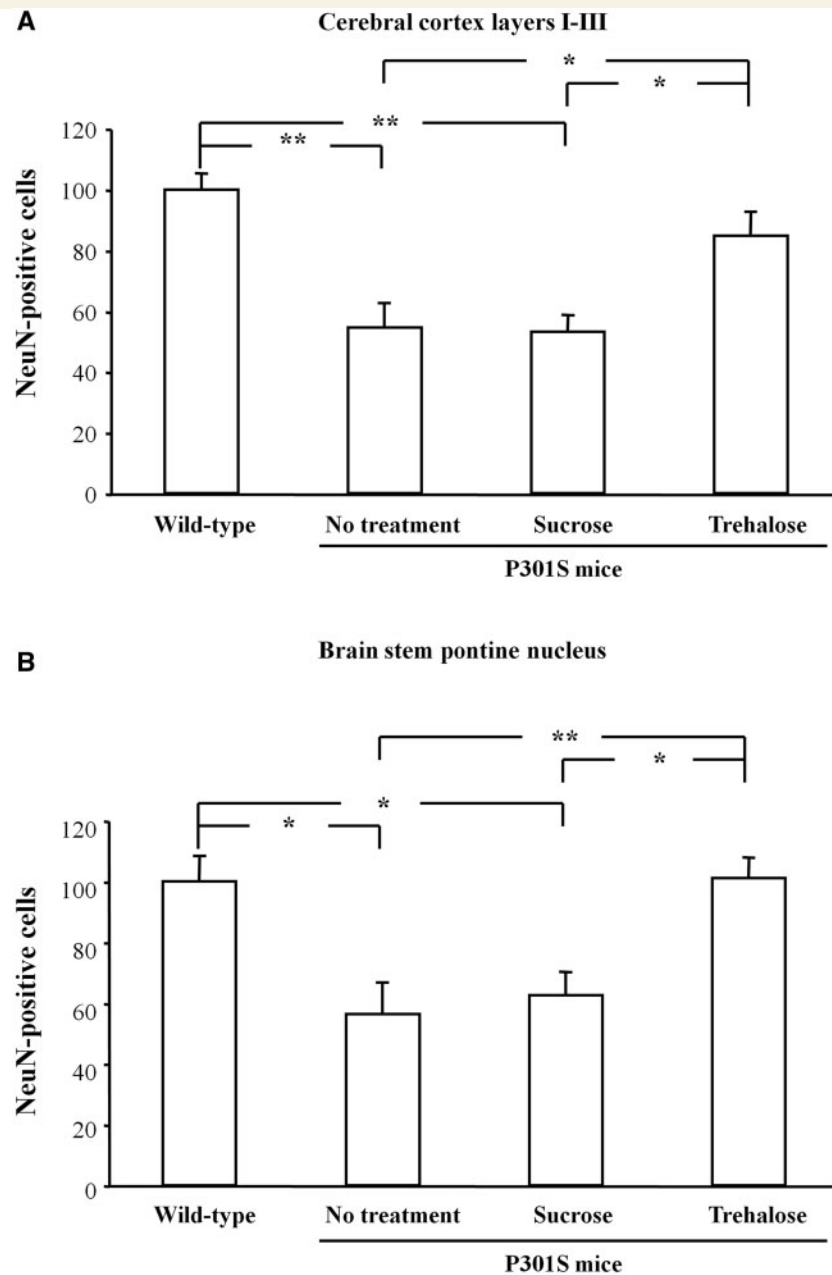 A
Cerebral cortex layers I-III
*
*
**
**
NeuN-positive cells
120
100
80
60
40
20
0
Wild-type No treatment Sucrose Trehalose
P301S mice
B
Brain stem pontine nucleus
**
*
*
*
NeuN-positive cells
120
100
80
60
40
20
0
Wild-type No treatment Sucrose Trehalose
P301S mice